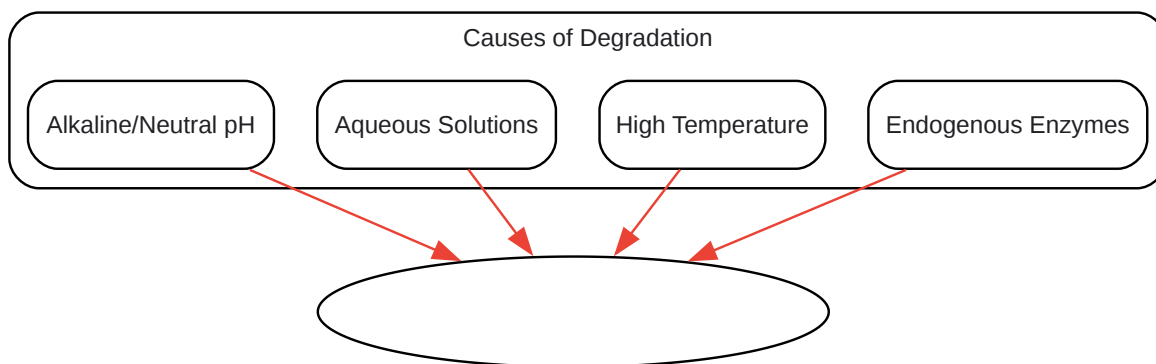 Causes of Degradation
Alkaline/Neutral pH
Aqueous Solutions
High Temperature
Endogenous Enzymes